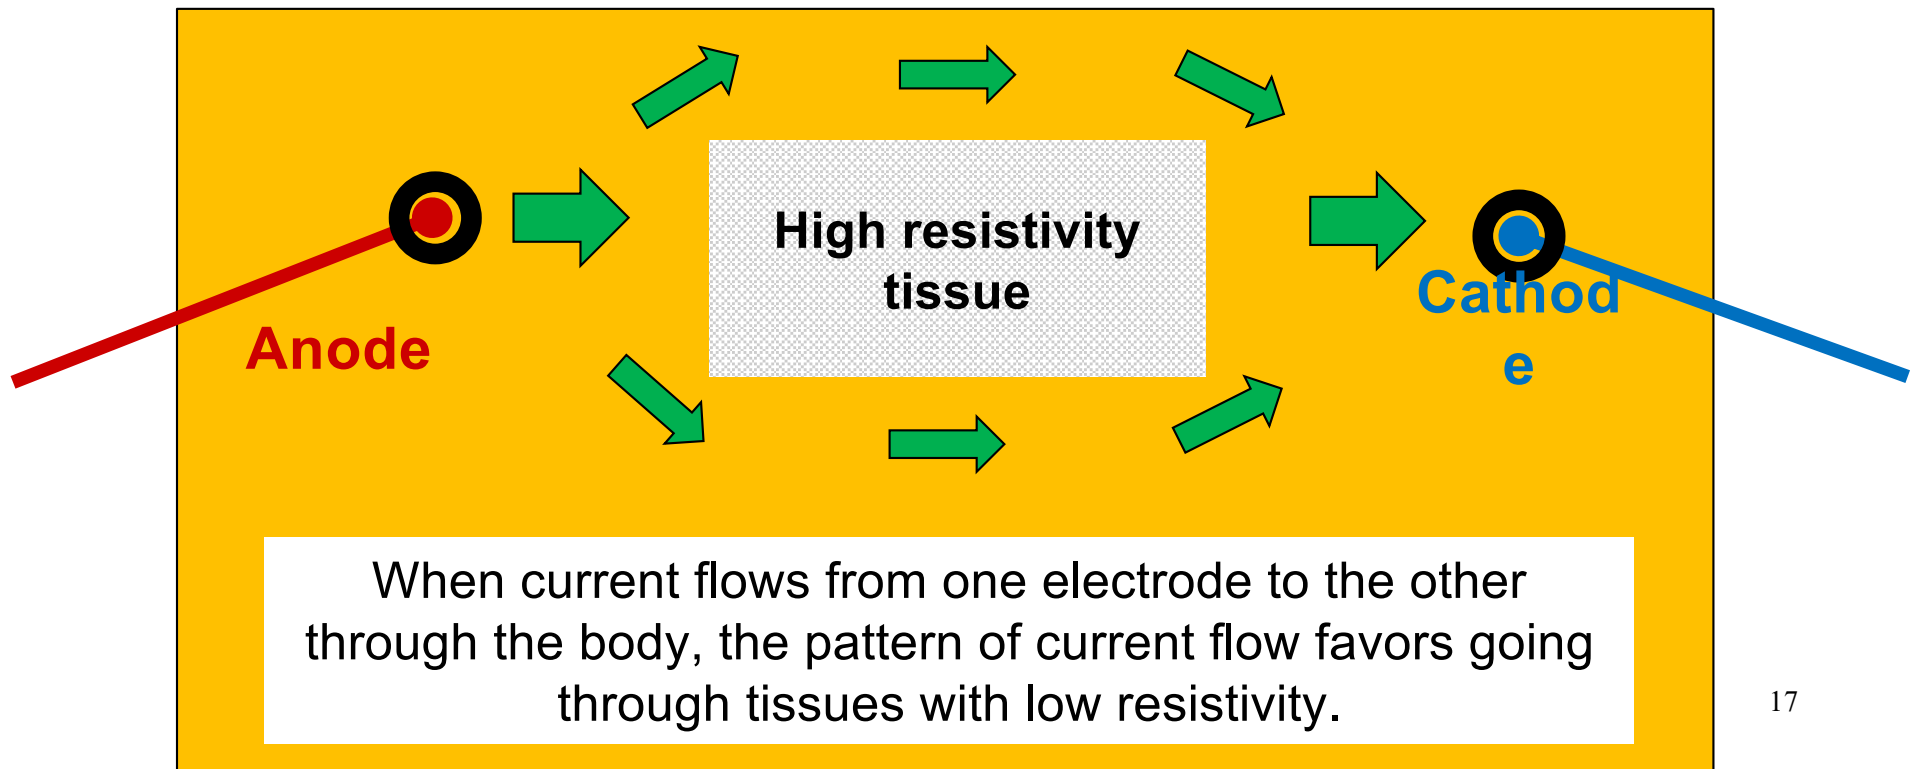 High resistivity
tissue
Anode
Cathod
e
When current flows from one electrode to the other
through the body, the pattern of current flow favors going
through tissues with low resistivity.
17